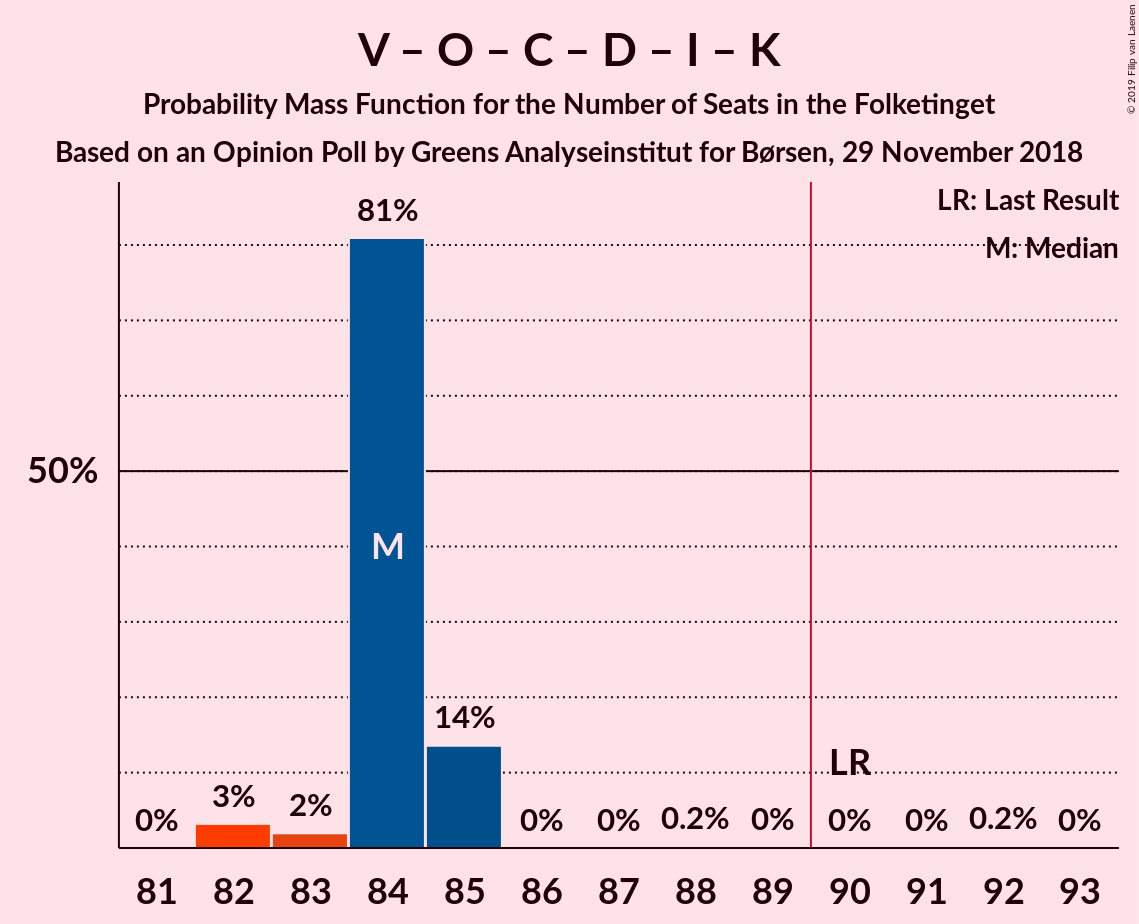 V – O – C – D – I – K
Probability Mass Function for the Number of Seats in the Folketinget
Based on an Opinion Poll by Greens Analyseinstitut for Børsen, 29 November 2018
© 2019 Filip van Laenen
LR: Last Result
M: Median
81%
50%
M
14%
LR
3%
2%
0%
0%
0%
0.2%
0%
0%
0%
0.2%
0%
81 82 83 84 85 86 87 88 89 90 91 92 93